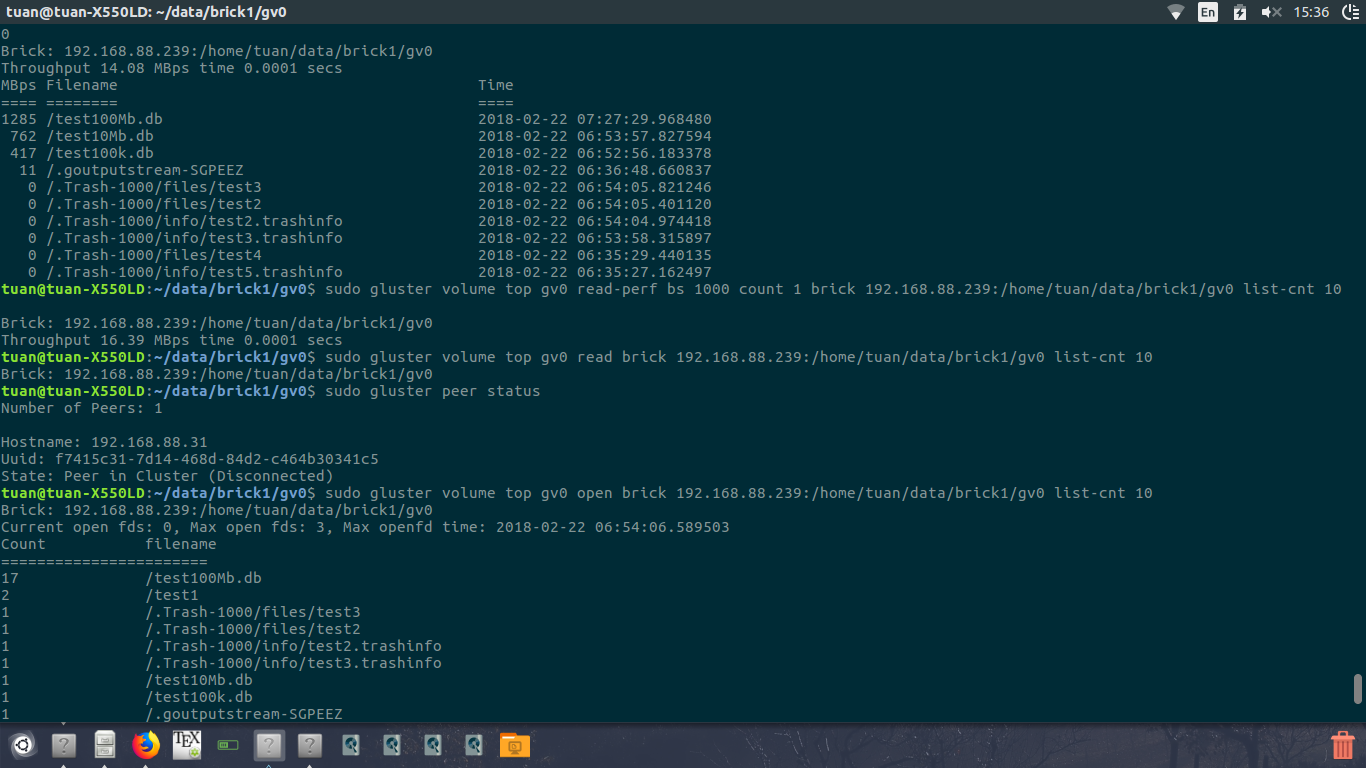 tuan@tuan-X550LD: ~/data/brick1/gv0
En
15:36
0
Brick: 192.168.88.239:/home/tuan/data/brick1/gv0
Throughput 14.08 MBps time 0.0001 secs
MBps Filename Time
==== ======== ====
1285 /test100Mb.db 2018-02-22 07:27:29.968480
762 /test10Mb.db 2018-02-22 06:53:57.827594
417 /test100k.db 2018-02-22 06:52:56.183378
11 /.goutputstream-SGPEEZ 2018-02-22 06:36:48.660837
0 /.Trash-1000/files/test3 2018-02-22 06:54:05.821246
0 /.Trash-1000/files/test2 2018-02-22 06:54:05.401120
0 /.Trash-1000/info/test2.trashinfo 2018-02-22 06:54:04.974418
0 /.Trash-1000/info/test3.trashinfo 2018-02-22 06:53:58.315897
0 /.Trash-1000/files/test4 2018-02-22 06:35:29.440135
0 /.Trash-1000/info/test5.trashinfo 2018-02-22 06:35:27.162497
tuan@tuan-X550LD:~/data/brick1/gv0$ sudo gluster volume top gv0 read-perf bs 1000 count 1 brick 192.168.88.239:/home/tuan/data/brick1/gv0 list-cnt 10
Brick: 192.168.88.239:/home/tuan/data/brick1/gv0
Throughput 16.39 MBps time 0.0001 secs
tuan@tuan-X550LD:~/data/brick1/gv0$ sudo gluster volume top gv0 read brick 192.168.88.239:/home/tuan/data/brick1/gv0 list-cnt 10
Brick: 192.168.88.239:/home/tuan/data/brick1/gv0
tuan@tuan-X550LD:~/data/brick1/gv0$ sudo gluster peer status
Number of Peers: 1
Hostname: 192.168.88.31
Uuid: f7415c31-7d14-468d-84d2-c464b30341c5
State: Peer in Cluster (Disconnected)
tuan@tuan-X550LD:~/data/brick1/gv0$ sudo gluster volume top gv0 open brick 192.168.88.239:/home/tuan/data/brick1/gv0 list-cnt 10
Brick: 192.168.88.239:/home/tuan/data/brick1/gv0
Current open fds: 0, Max open fds: 3, Max openfd time: 2018-02-22 06:54:06.589503
Count filename
=======================
17 /test100Mb.db
2 /test1
1 /.Trash-1000/files/test3
1 /.Trash-1000/files/test2
1 /.Trash-1000/info/test2.trashinfo
1 /.Trash-1000/info/test3.trashinfo
1 /test10Mb.db
1 /test100k.db
1 /.goutputstream-SGPEEZ
? TEX ? ?